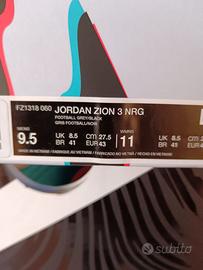 FZ1318 060
JORDAN ZION 3 NRG
FOOTBALL GREY/BLACK
GRIS FOOTBALL/NOIR
MENS
9.5
UK 8.5
BR 41
CM 27.5
EUR 43
WMNS
11
UK 8.5
BR 41
CM 27.5
EUR 43
MADE IN VIETNAM / FABRIQUÉ AU VIETNAM / FABRICADO NO VIETNÃ / HECHO EN VIETNAM
subito